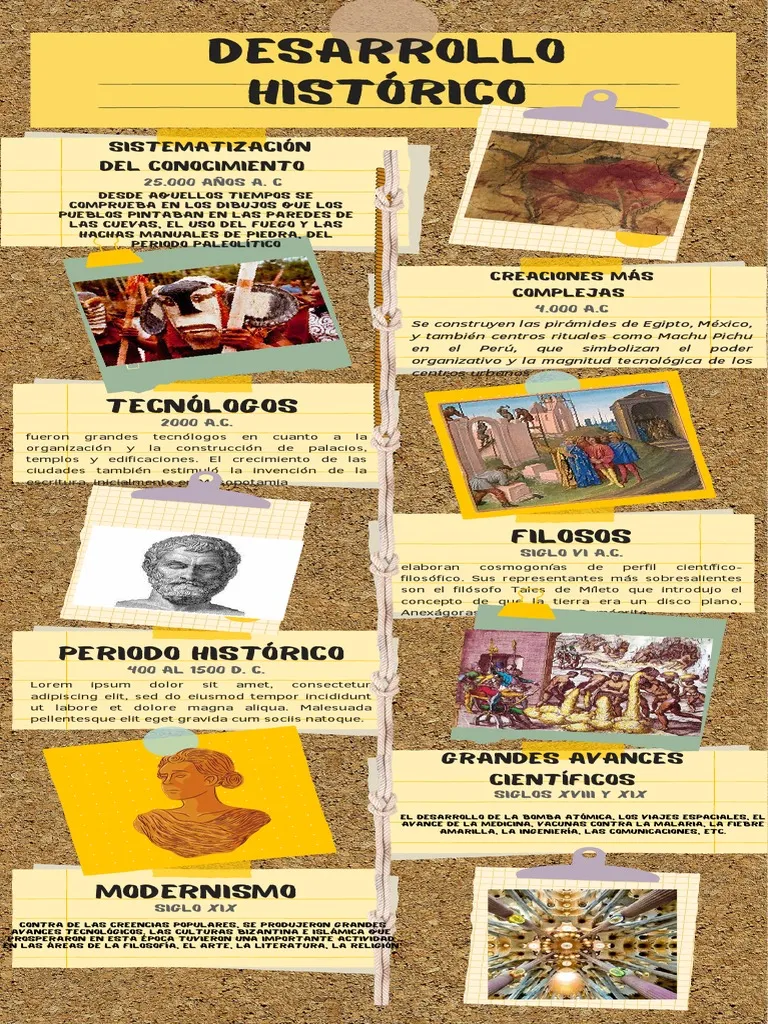 DESARROLLO
HISTÓRICO
SISTEMATIZACIÓN
DEL CONOCIMIENTO
25.000 AÑOS A. C
DESDE AQUELLOS TIEMPOS SE
COMPRUEBA EN LOS DIBUJOS QUE LOS
PUEBLOS PINTABAN EN LAS PAREDES DE
LAS CUEVAS, EL USO DEL FUEGO Y LAS
HACHAS MANUALES DE PIEDRA, DEL
PERIODO PALEOLÍTICO
CREACIONES MÁS
COMPLEJAS
4.000 A.C
Se construyen las pirámides de Egipto, México,
y también centros rituales como Machu Pichu
en el Perú, que simbolizan el poder
organizativo y la magnitud tecnológica de los
centros urbanos
TECNÓLOGOS
2000 A.C.
fueron grandes tecnólogos en cuanto a la
organización y la construcción de palacios,
templos y edificaciones. El crecimiento de las
ciudades también estimuló la invención de la
escritura, inicialmente
FILOSOS
SIGLO VI A.C.
elaboran cosmogonías de perfil científico-
filosófico. Sus representantes más sobresalientes
son el filósofo Tales de Mileto que introdujo el
concepto de que la tierra era un disco plano,
Anexágoras
PERIODO HISTÓRICO
400 AL 1500 D. C.
Lorem ipsum dolor sit amet, consectetur
adipiscing elit, sed do eiusmod tempor incididunt
ut labore et dolore magna aliqua. Malesuada
pellentesque elit eget gravida cum sociis natoque.
GRANDES AVANCES
CIENTÍFICOS
SIGLOS XVIII Y XIX
EL DESARROLLO DE LA BOMBA ATÓMICA, LOS VIAJES ESPACIALES, EL
AVANCE DE LA MEDICINA, VACUNAS CONTRA LA MALARIA, LA FIEBRE
AMARILLA, LA INGENIERÍA, LAS COMUNICACIONES, ETC.
MODERNISMO
SIGLO XIX
CONTRA DE LAS CREENCIAS POPULARES, SE PRODUJERON GRANDES
AVANCES TECNOLÓGICOS, LAS CULTURAS BIZANTINA E ISLÁMICA QUE
PROSPERARON EN ESTA ÉPOCA TUVIERON UNA IMPORTANTE ACTIVIDAD
EN LAS ÁREAS DE LA FILOSOFÍA, EL ARTE, LA LITERATURA, LA RELIGIÓN